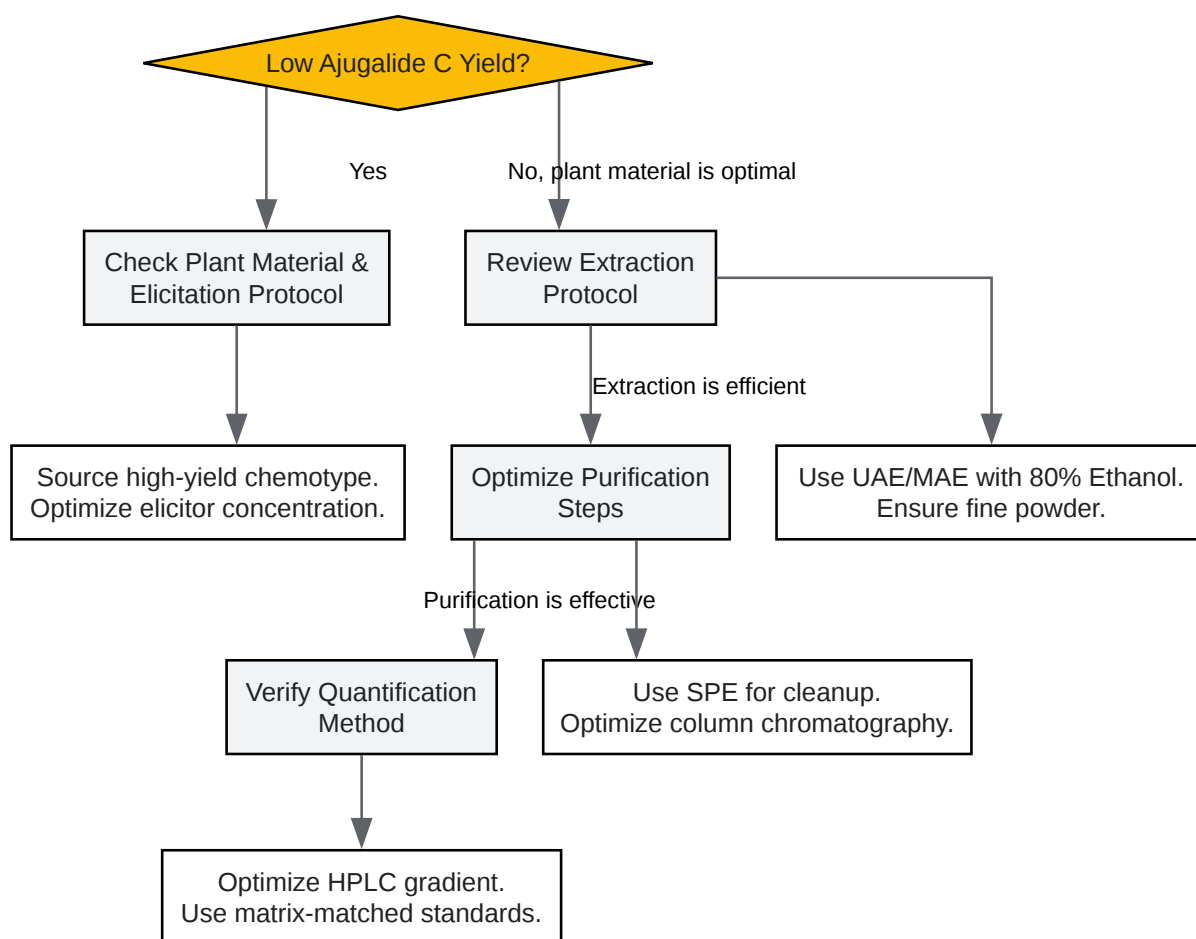 Low Ajugalide C Yield?
Yes
No, plant material is optimal
Check Plant Material &
Elicitation Protocol
Review Extraction
Protocol
Extraction is efficient
Source high-yield chemotype.
Optimize elicitor concentration.
Optimize Purification
Steps
Use UAE/MAE with 80% Ethanol.
Ensure fine powder.
Purification is effective
Verify Quantification
Method
Use SPE for cleanup.
Optimize column chromatography.
Optimize HPLC gradient.
Use matrix-matched standards.